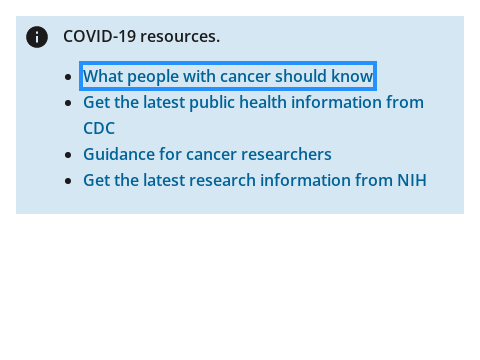 COVID-19 resources.
What people with cancer should know
Get the latest public health information from
CDC
Guidance for cancer researchers
Get the latest research information from NIH